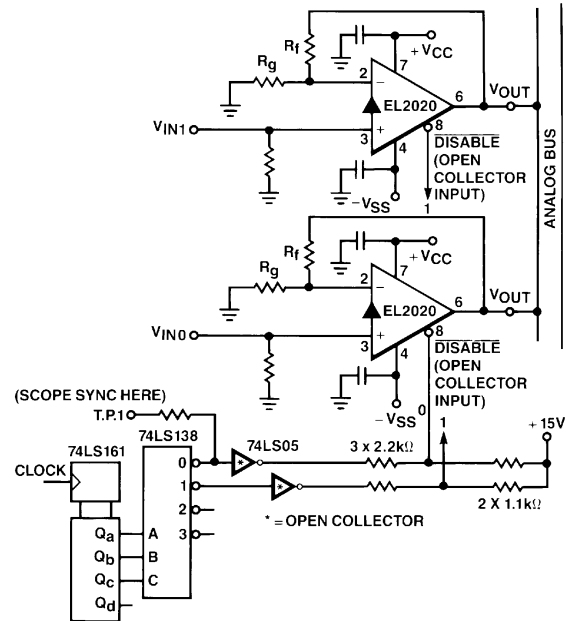 Rf
+VCC
Rg
2
7
−
EL2020
6
VOUT
VIN1
+
3
8
4
DISABLE
(OPEN
COLLECTOR
INPUT)
−VSS
1
ANALOG BUS
Rf
+VCC
Rg
2
7
−
EL2020
6
VOUT
VIN0
+
3
8
4
DISABLE
(OPEN
COLLECTOR
INPUT)
−VSS
0
(SCOPE SYNC HERE)
T.P.1
+15V
74LS138
74LS161
74LS05
3 x 2.2kΩ
1
CLOCK
0
*
1
*
2 X 1.1kΩ
2
* = OPEN COLLECTOR
3
Qa
A
Qb
B
Qc
C
Qd